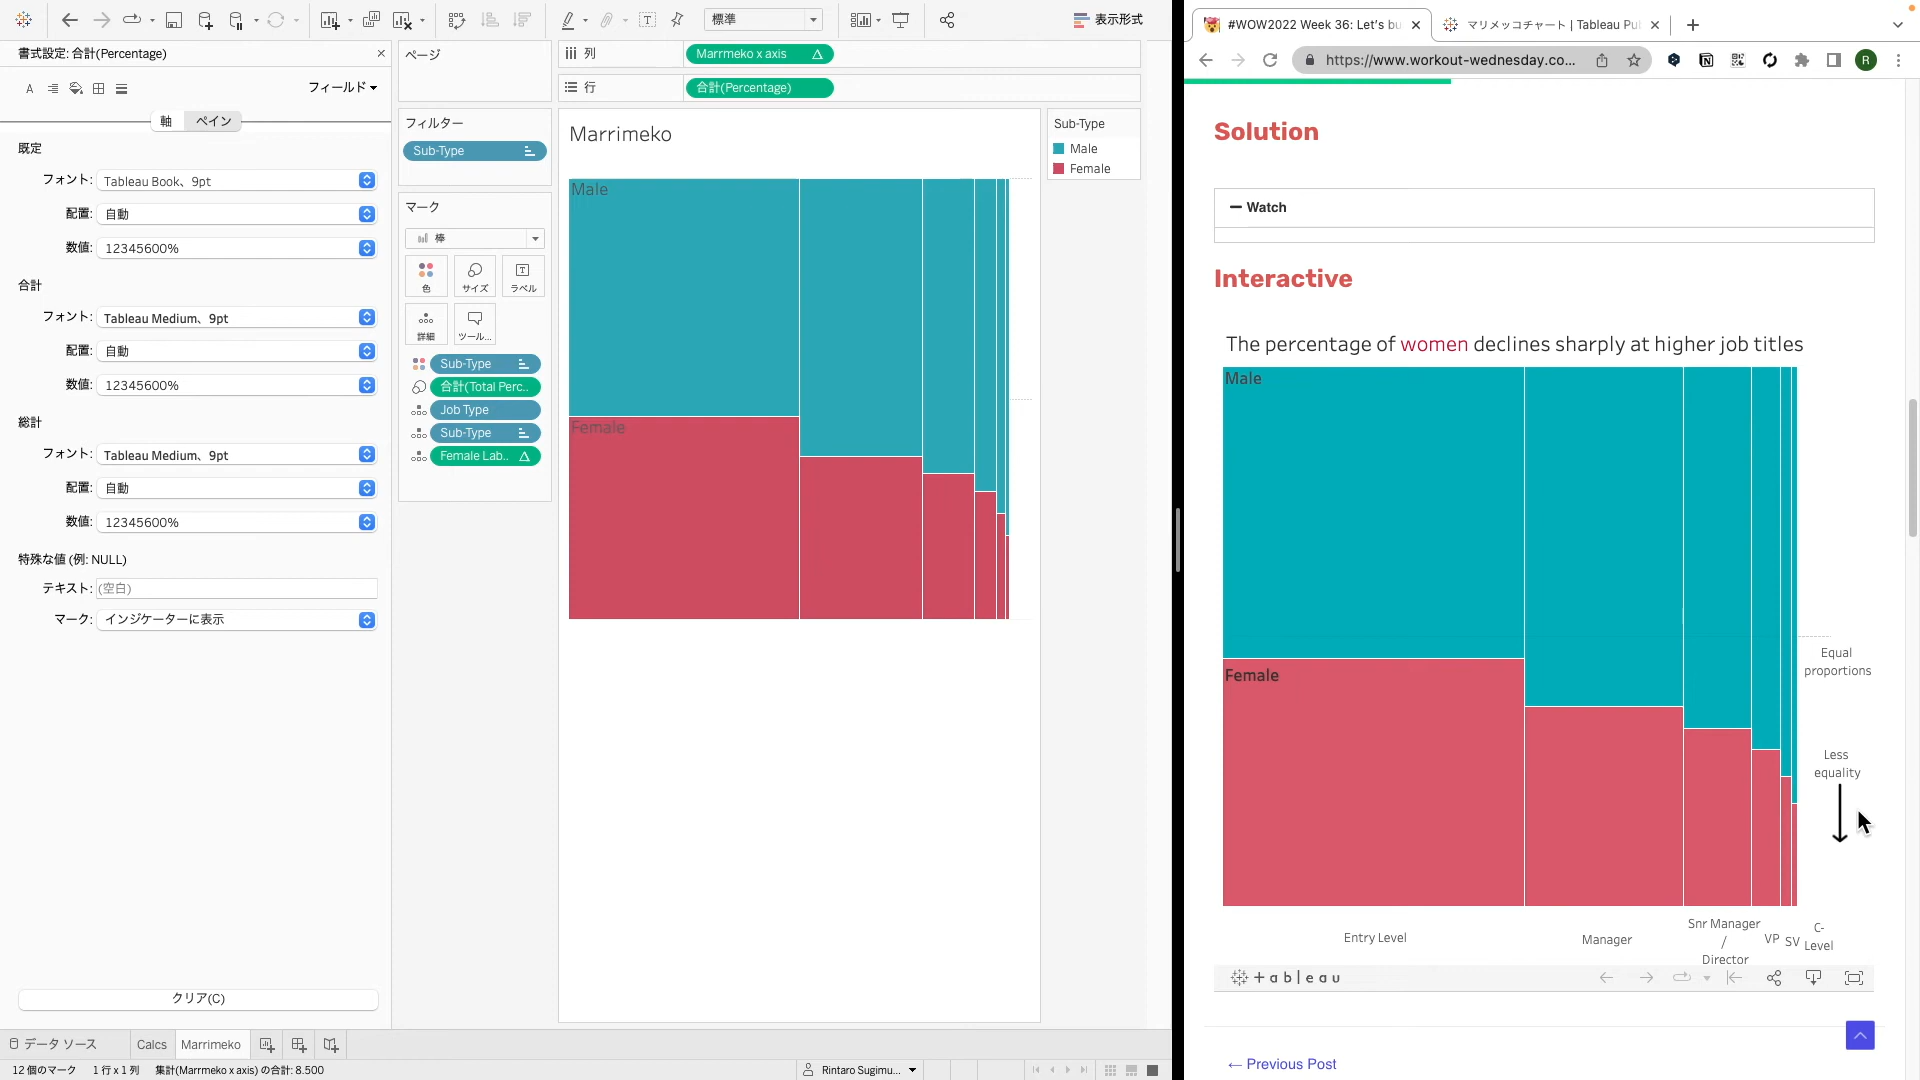 標準
表示形式
書式設定: 合計(Percentage)
フィールド
軸
ペイン
既定
フォント: Tableau Book、9pt
配置: 自動
数値: 12345600%
合計
フォント: Tableau Medium、9pt
配置: 自動
数値: 12345600%
総計
フォント: Tableau Medium、9pt
配置: 自動
数値: 12345600%
特殊な値 (例: NULL)
テキスト: (空白)
マーク: インジケーターに表示
クリア(C)
ページ
フィルター
Sub-Type
マーク
棒
色
サイズ
ラベル
詳細
ツール...
Sub-Type
合計(Total Perc..
Job Type
Sub-Type
Female Lab..
列
Marrmeko x axis
行
合計(Percentage)
Marrimeko
Male
Female
Sub-Type
Male
Female
データ ソース
Calcs
Marrimeko
12 個のマーク
1 行 x 1 列
集計(Marrmeko x axis) の合計: 8.500
Rintaro Sugimu...
#WOW2022 Week 36: Let's bu
マリメッコチャート | Tableau Pu
https://www.workout-wednesday.co...
R
Solution
Watch
Interactive
The percentage of women declines sharply at higher job titles
Male
Female
Equal
proportions
Less
equality
Entry Level
Manager
Snr Manager
/
Director
VP
SV
C-
Level
+ a b l e a u
← Previous Post